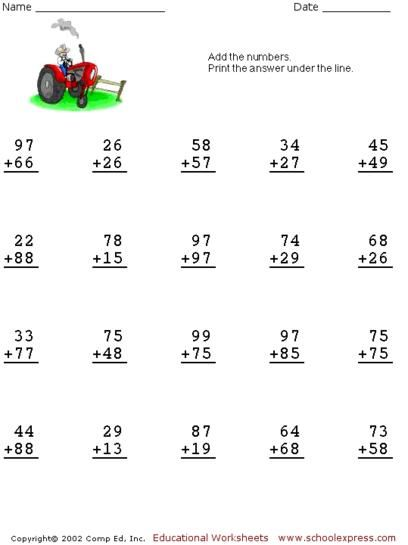 Name ____________________ Date __________
Add the numbers.
Print the answer under the line.
97 26 58 34 45
+66 +26 +57 +27 +49
22 78 97 74 68
+88 +15 +97 +29 +26
33 75 99 97 75
+77 +48 +75 +85 +75
44 29 87 64 73
+88 +13 +19 +68 +58
Copyright© 2002 Comp Ed, Inc. Educational Worksheets www.schoolexpress.com